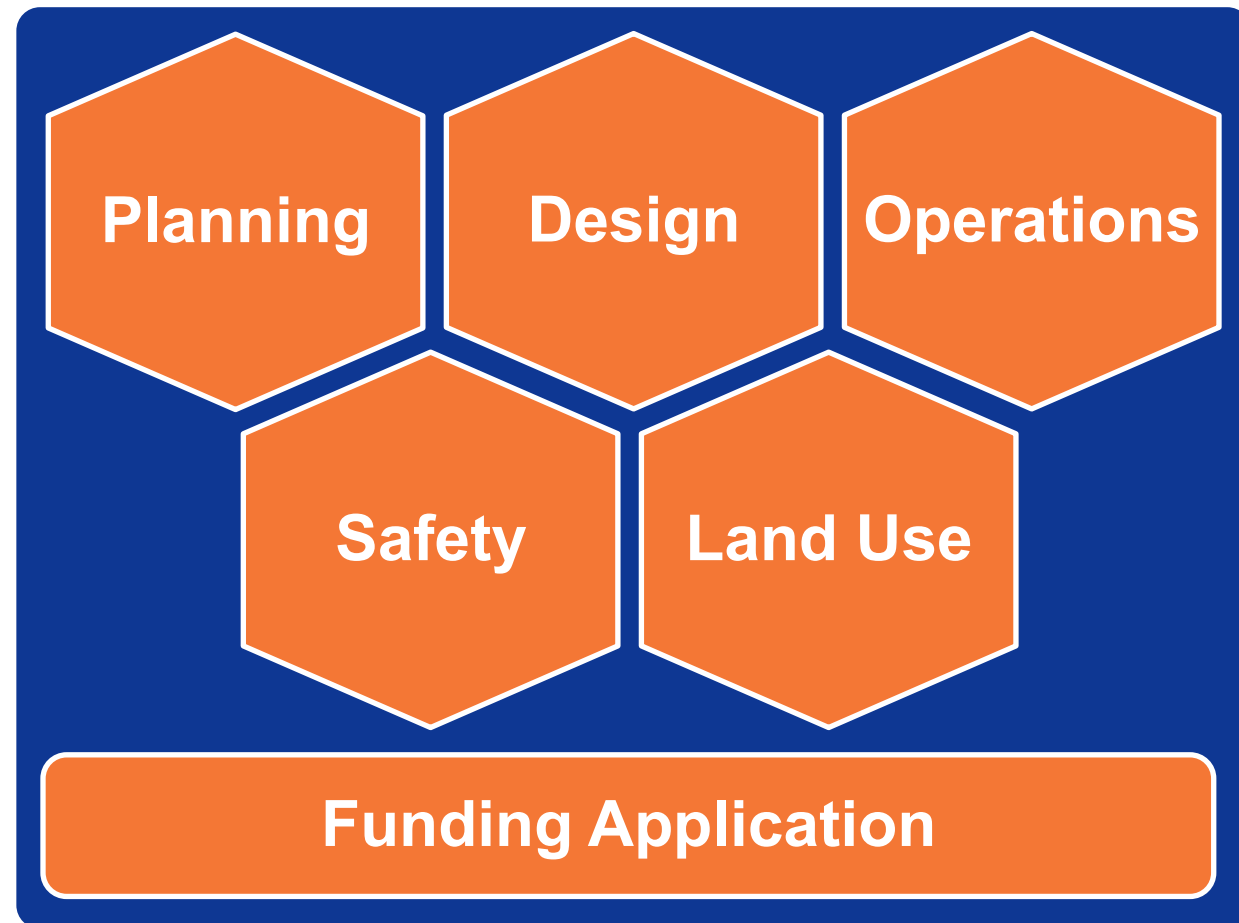 Planning
Design
Operations
Safety
Land Use
Funding Application